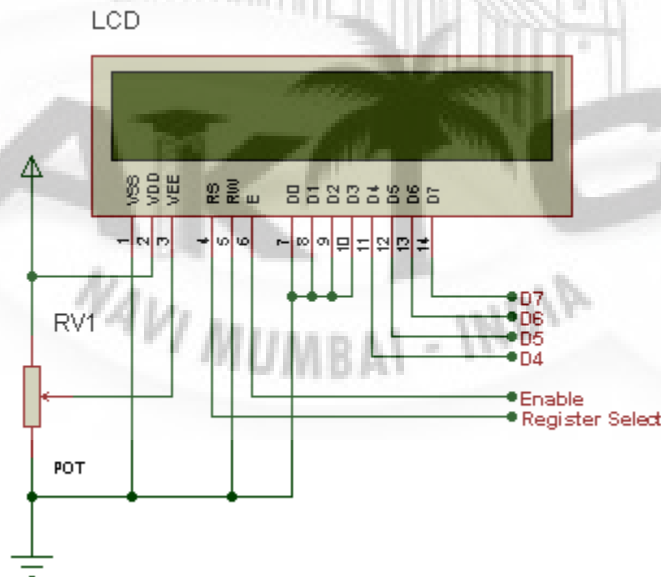 LCD
VSS
VDD
VEE
RS
RW
E
D0
D1
D2
D3
D4
D5
D6
D7
1
2
3
4
5
6
7
8
9
10
11
12
13
14
D7
D6
D5
D4
Enable
Register Select
RV1
POT
NAVI MUMBAI - INDIA